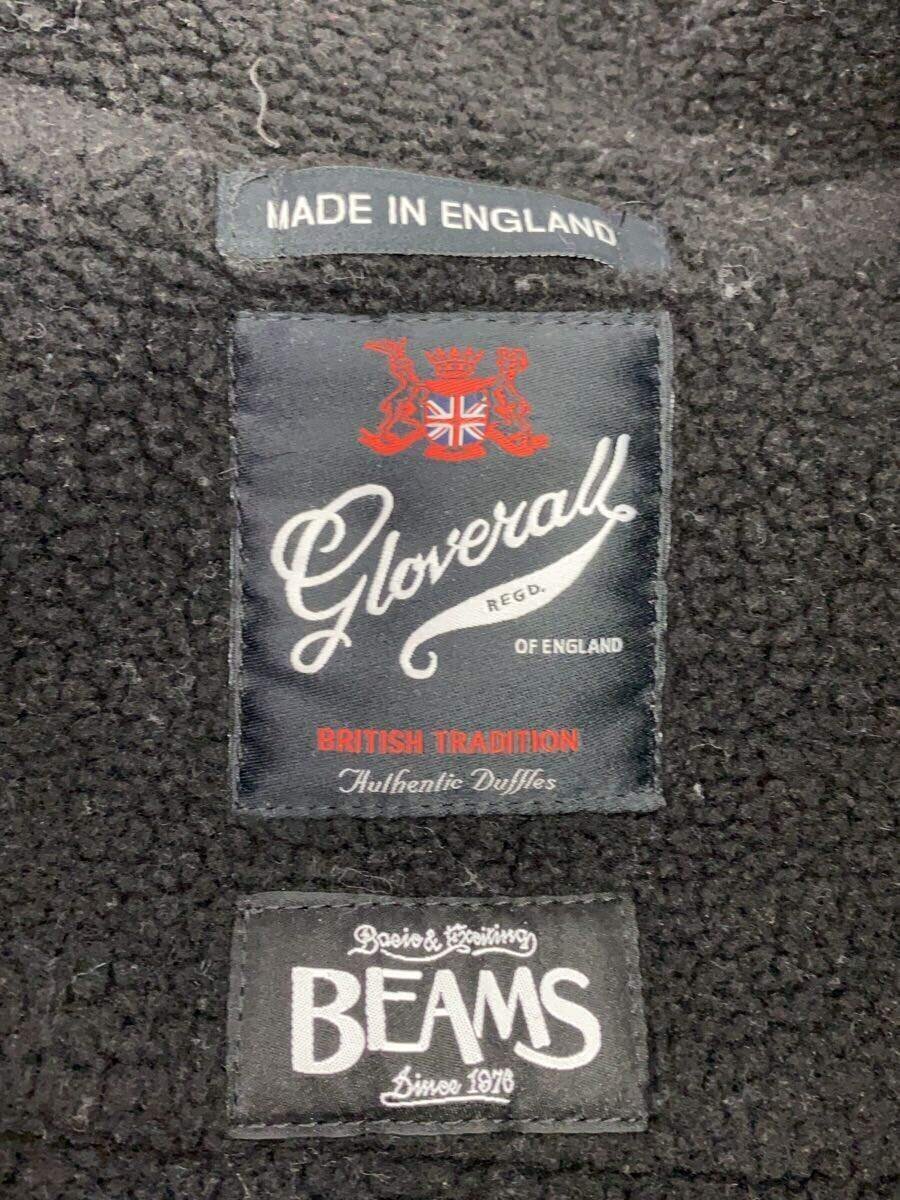 MADE IN ENGLAND
Gloverall
REGD.
OF ENGLAND
BRITISH TRADITION
Authentic Duffles
Basic & Exciting
BEAMS
Since 1976